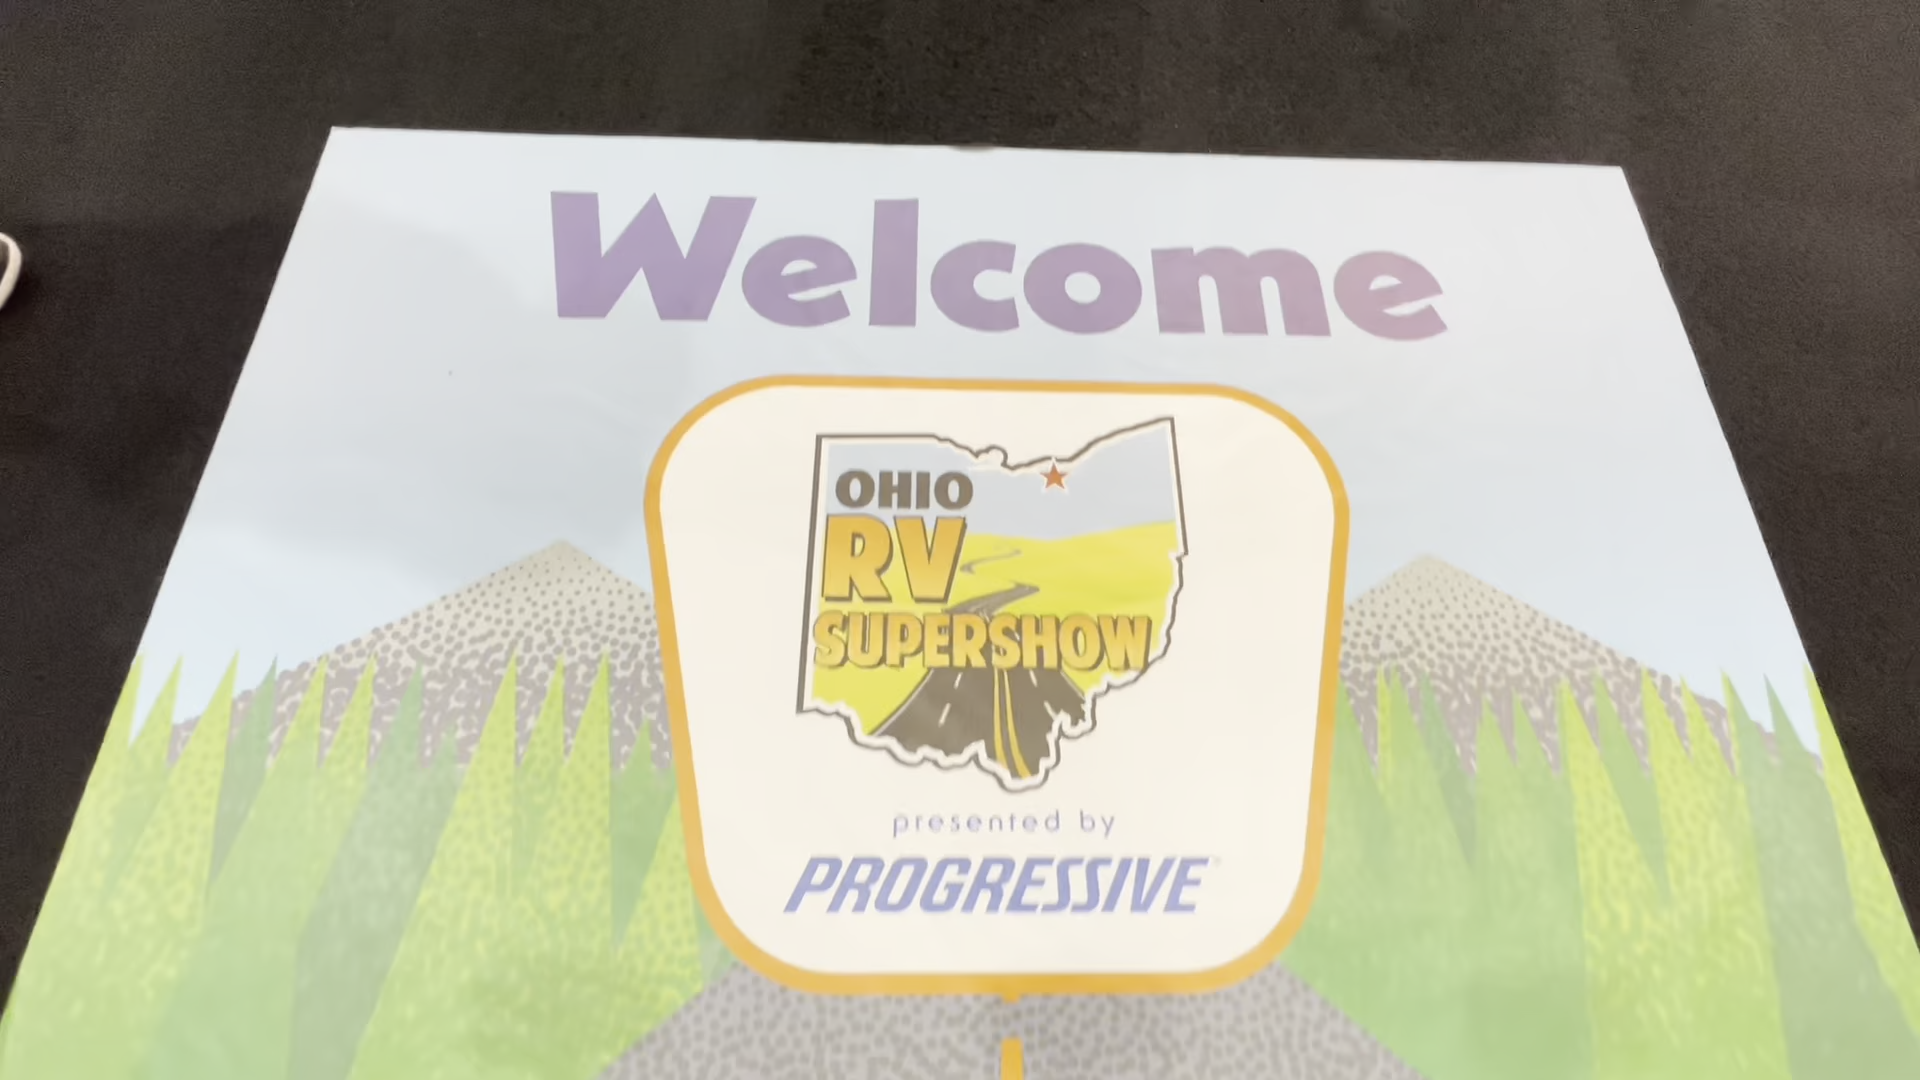 Welcome
OHIO
RV
SUPERSHOW
presented by
PROGRESSIVE